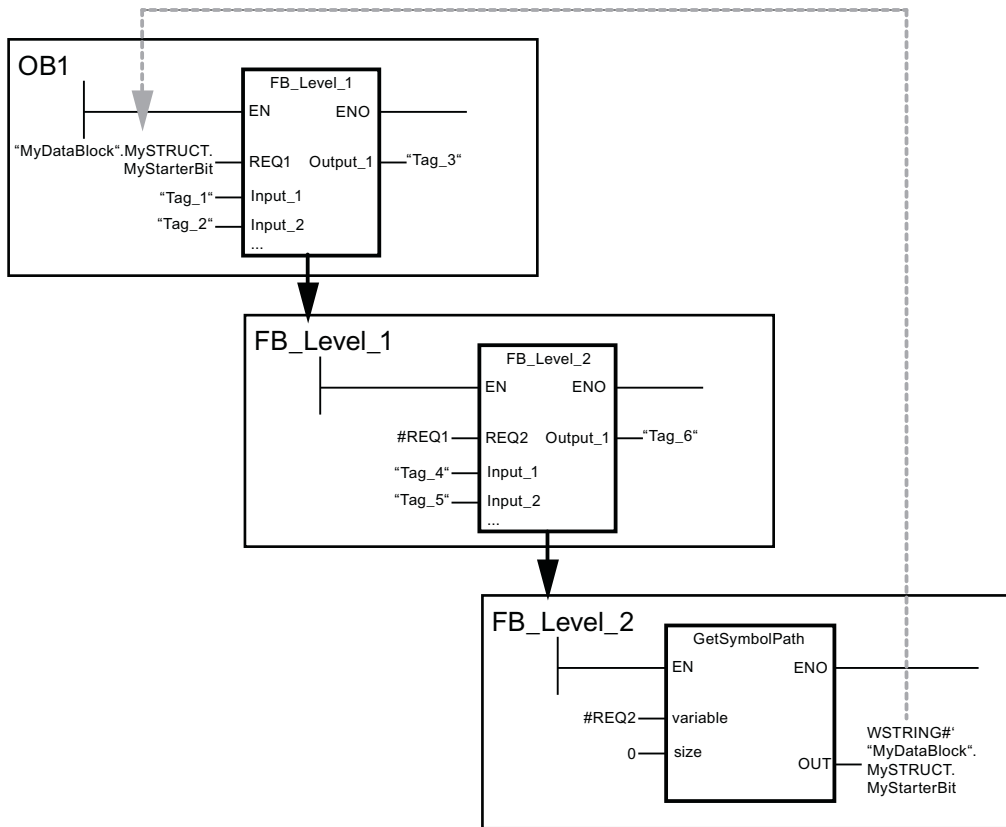 OB1
FB_Level_1
EN
ENO
“MyDataBlock“.MySTRUCT.
MyStarterBit
REQ1
Output_1
“Tag_3“
“Tag_1“
Input_1
“Tag_2“
Input_2
...
FB_Level_1
FB_Level_2
EN
ENO
#REQ1
REQ2
Output_1
“Tag_6“
“Tag_4“
Input_1
“Tag_5“
Input_2
...
FB_Level_2
GetSymbolPath
EN
ENO
#REQ2
variable
0
size
OUT
WSTRING#‘
“MyDataBlock“.
MySTRUCT.
MyStarterBit